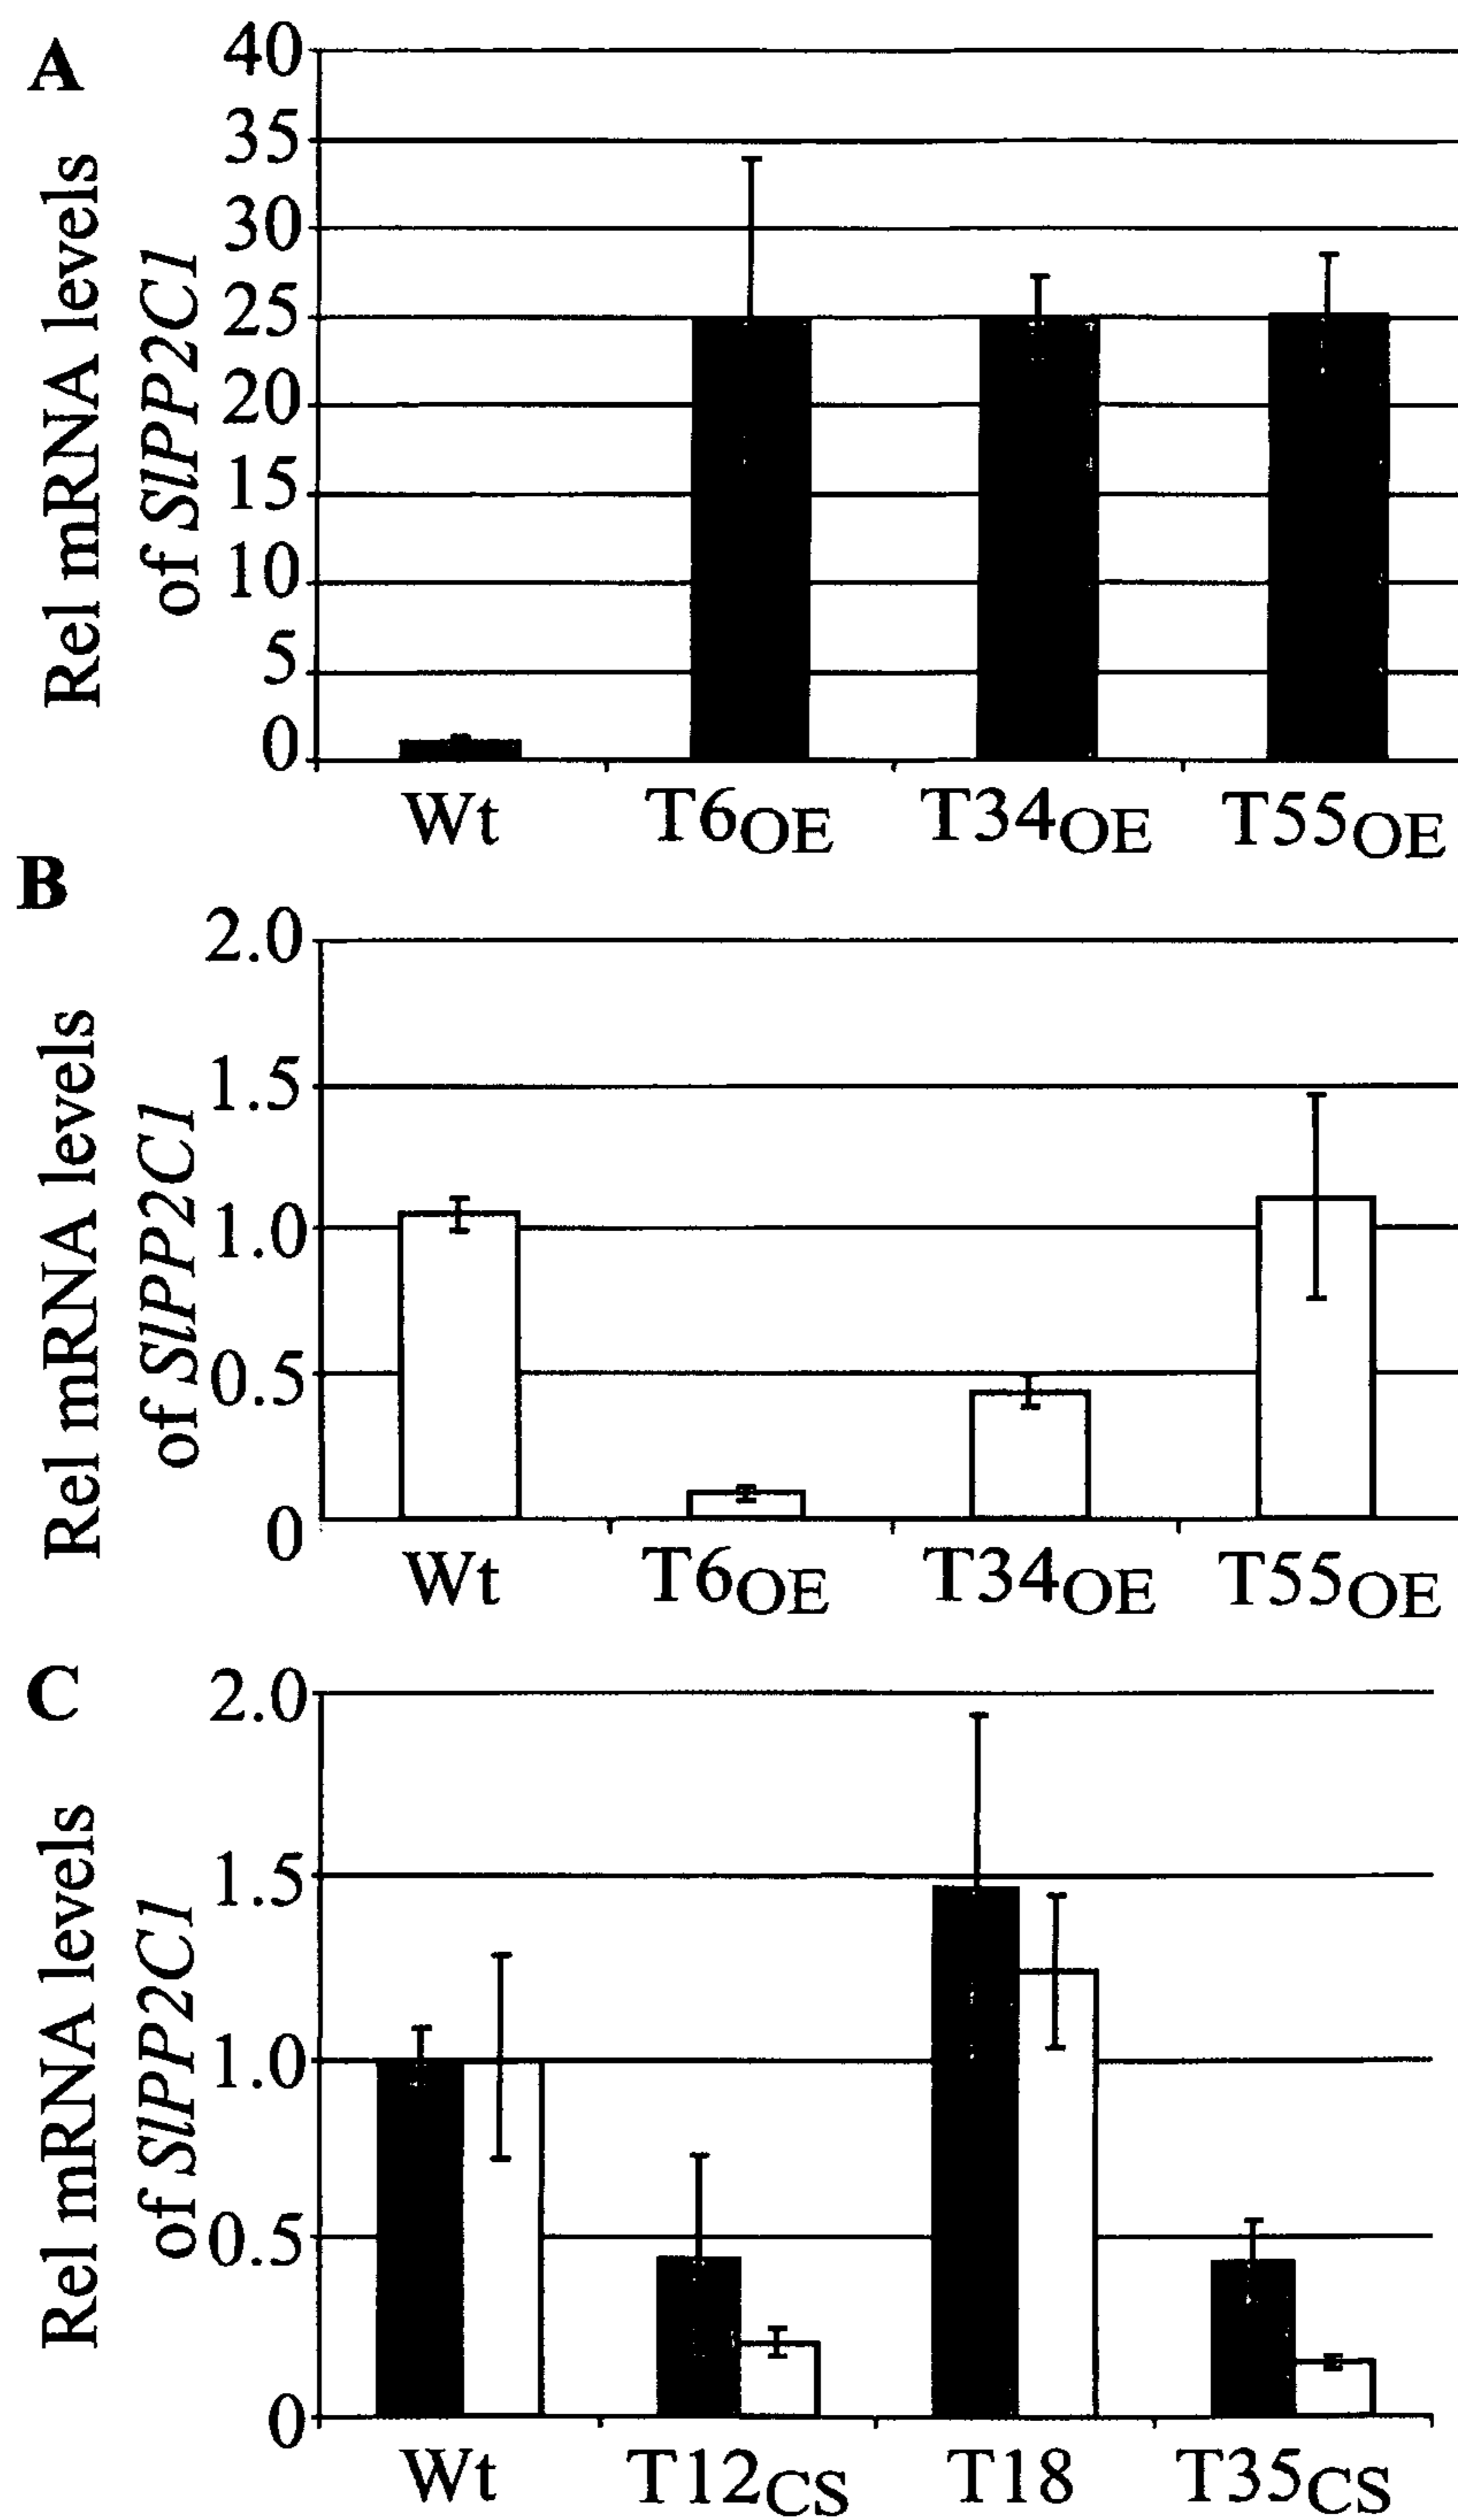 A
Rel mRNA levels
of SlPP2C1
40
35
30
25
20
15
10
5
0
Wt T6OE T34OE T55OE
B
Rel mRNA levels
of SlPP2C1
2.0
1.5
1.0
0.5
0
Wt T6OE T34OE T55OE
C
Rel mRNA levels
of SlPP2C1
2.0
1.5
1.0
0.5
0
Wt T12CS T18 T35CS